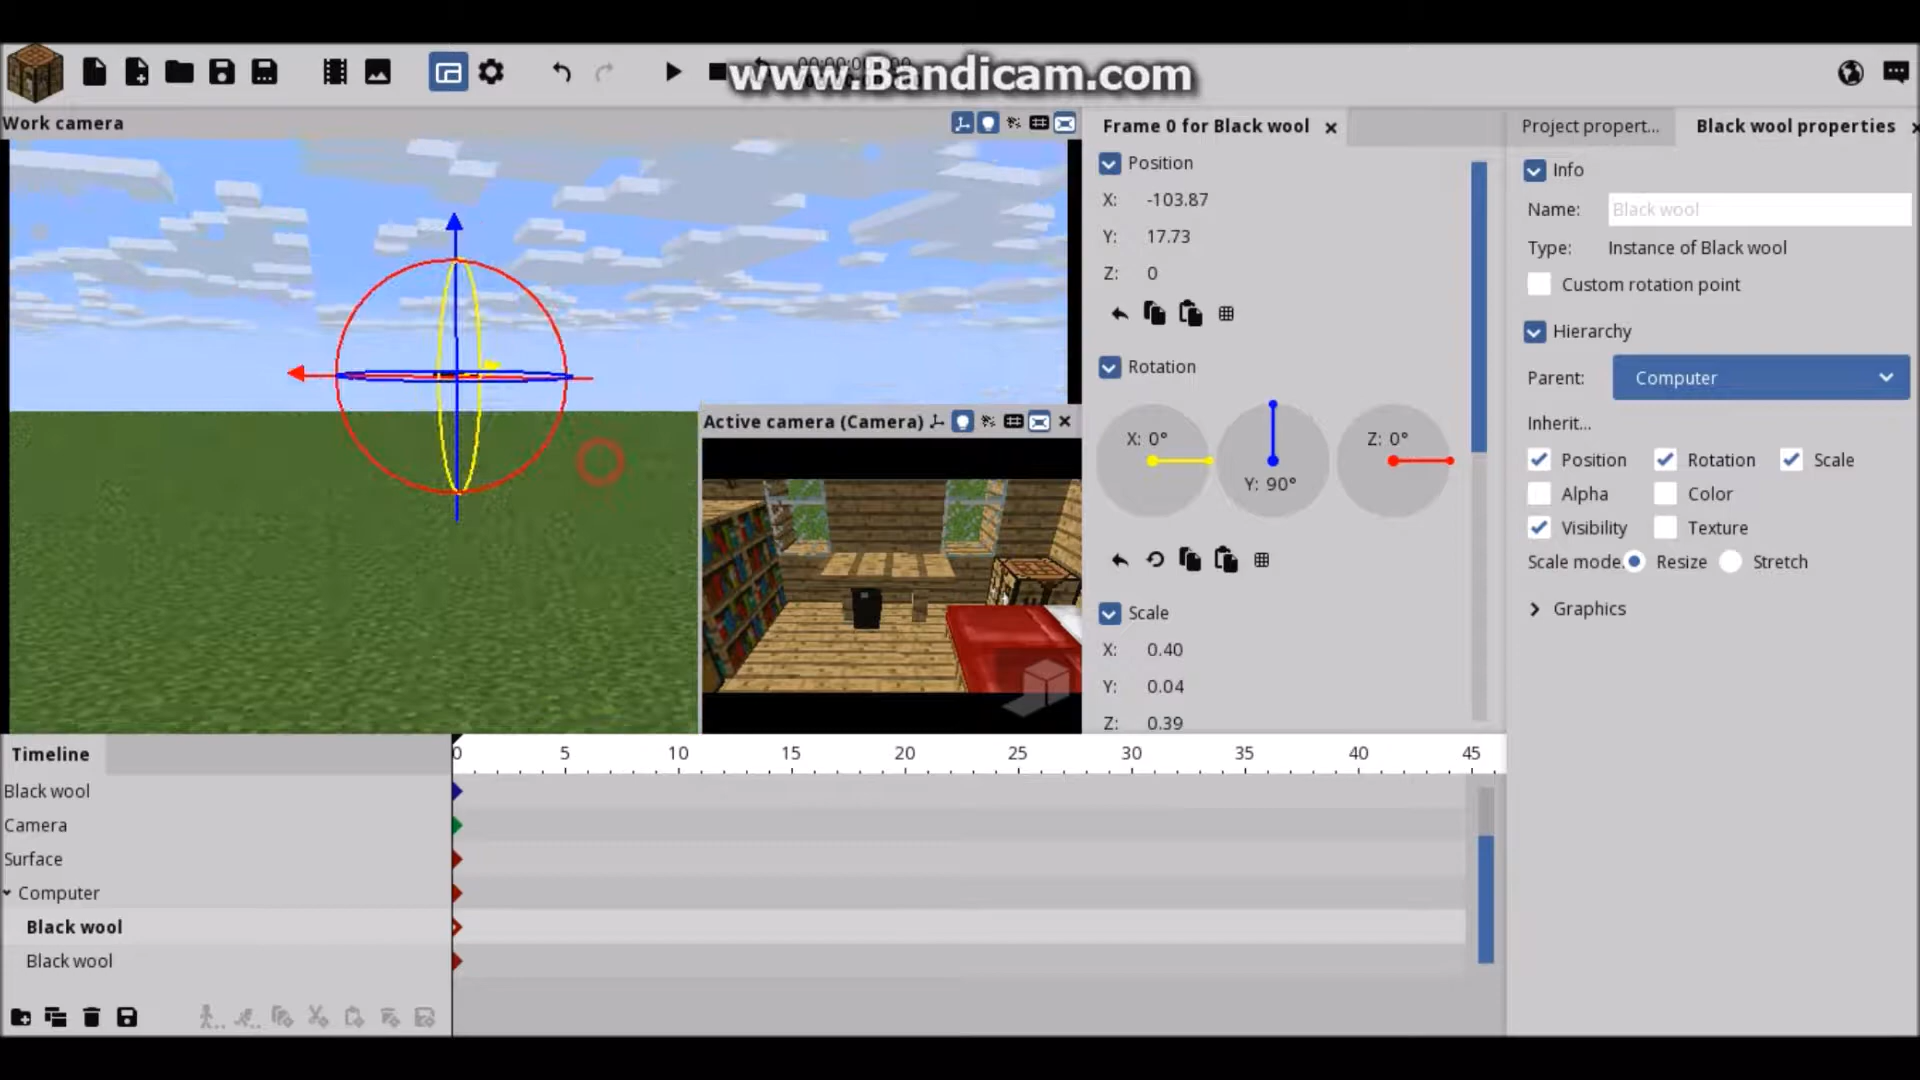 www.Bandicam.com
Work camera
Frame 0 for Black wool
Project propert...
Black wool properties
Position
X: -103.87
Y: 17.73
Z: 0
Rotation
X: 0°
Y: 90°
Z: 0°
Scale
X: 0.40
Y: 0.04
Z: 0.39
Info
Name: Black wool
Type: Instance of Black wool
Custom rotation point
Hierarchy
Parent: Computer
Inherit...
Position Rotation Scale
Alpha Color
Visibility Texture
Scale mode: Resize Stretch
Graphics
Active camera (Camera)
Timeline
0 5 10 15 20 25 30 35 40 45
Black wool
Camera
Surface
Computer
Black wool
Black wool